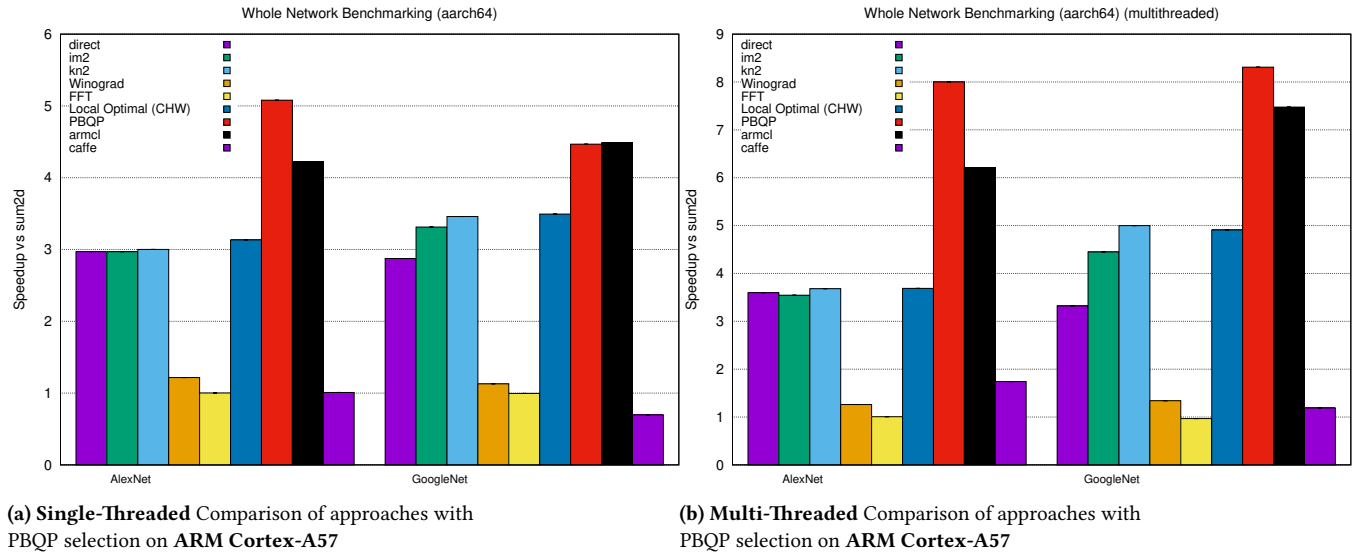 Whole Network Benchmarking (aarch64)
6
5
4
3
2
1
0
Speedup vs sum2d
direct
im2
kn2
Winograd
FFT
Local Optimal (CHW)
PBQP
armcl
caffe
AlexNet
GoogleNet
(a) Single-Threaded Comparison of approaches with
PBQP selection on ARM Cortex-A57
Whole Network Benchmarking (aarch64) (multithreaded)
9
8
7
6
5
4
3
2
1
0
Speedup vs sum2d
direct
im2
kn2
Winograd
FFT
Local Optimal (CHW)
PBQP
armcl
caffe
AlexNet
GoogleNet
(b) Multi-Threaded Comparison of approaches with
PBQP selection on ARM Cortex-A57